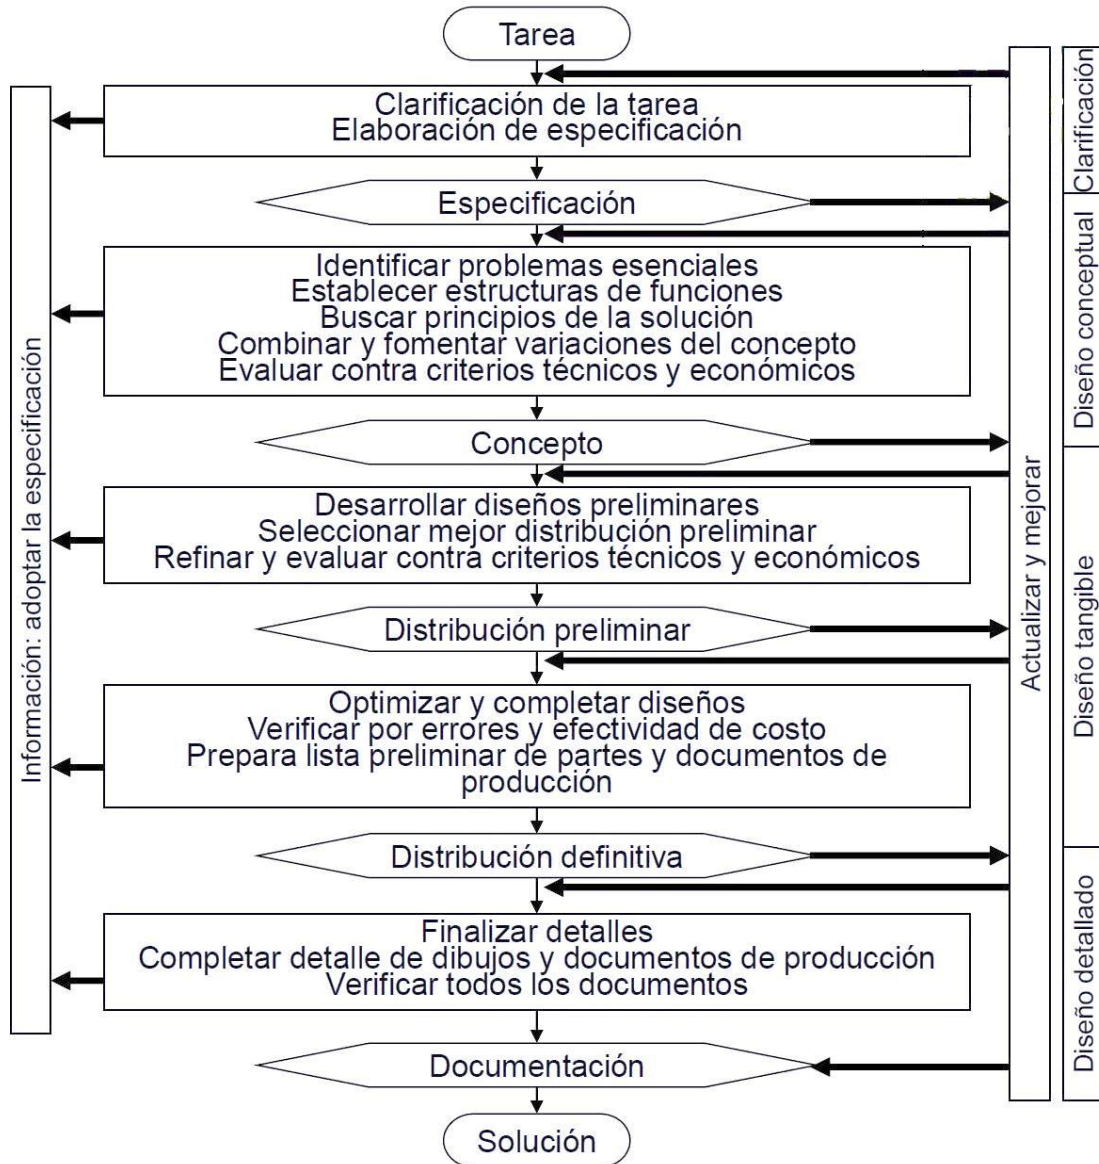 Tarea
Clarificación de la tarea
Elaboración de especificación
Especificación
Identificar problemas esenciales
Establecer estructuras de funciones
Buscar principios de la solución
Combinar y fomentar variaciones del concepto
Evaluar contra criterios técnicos y económicos
Concepto
Desarrollar diseños preliminares
Seleccionar mejor distribución preliminar
Refinar y evaluar contra criterios técnicos y económicos
Distribución preliminar
Optimizar y completar diseños
Verificar por errores y efectividad de costo
Prepara lista preliminar de partes y documentos de
producción
Distribución definitiva
Finalizar detalles
Completar detalle de dibujos y documentos de producción
Verificar todos los documentos
Documentación
Solución
Información: adoptar la especificación
Actualizar y mejorar
Clarificación
Diseño conceptual
Diseño tangible
Diseño detallado